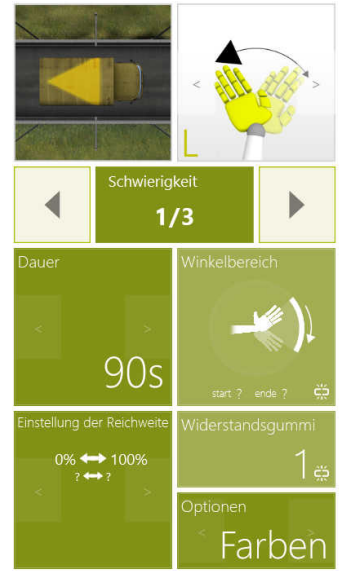 L
Schwierigkeit
1/3
Dauer
90s
Winkelbereich
start ? ende ?
Einstellung der Reichweite
0% ↔ 100%
? ↔ ?
Widerstandsgummi
1
Optionen
Farben